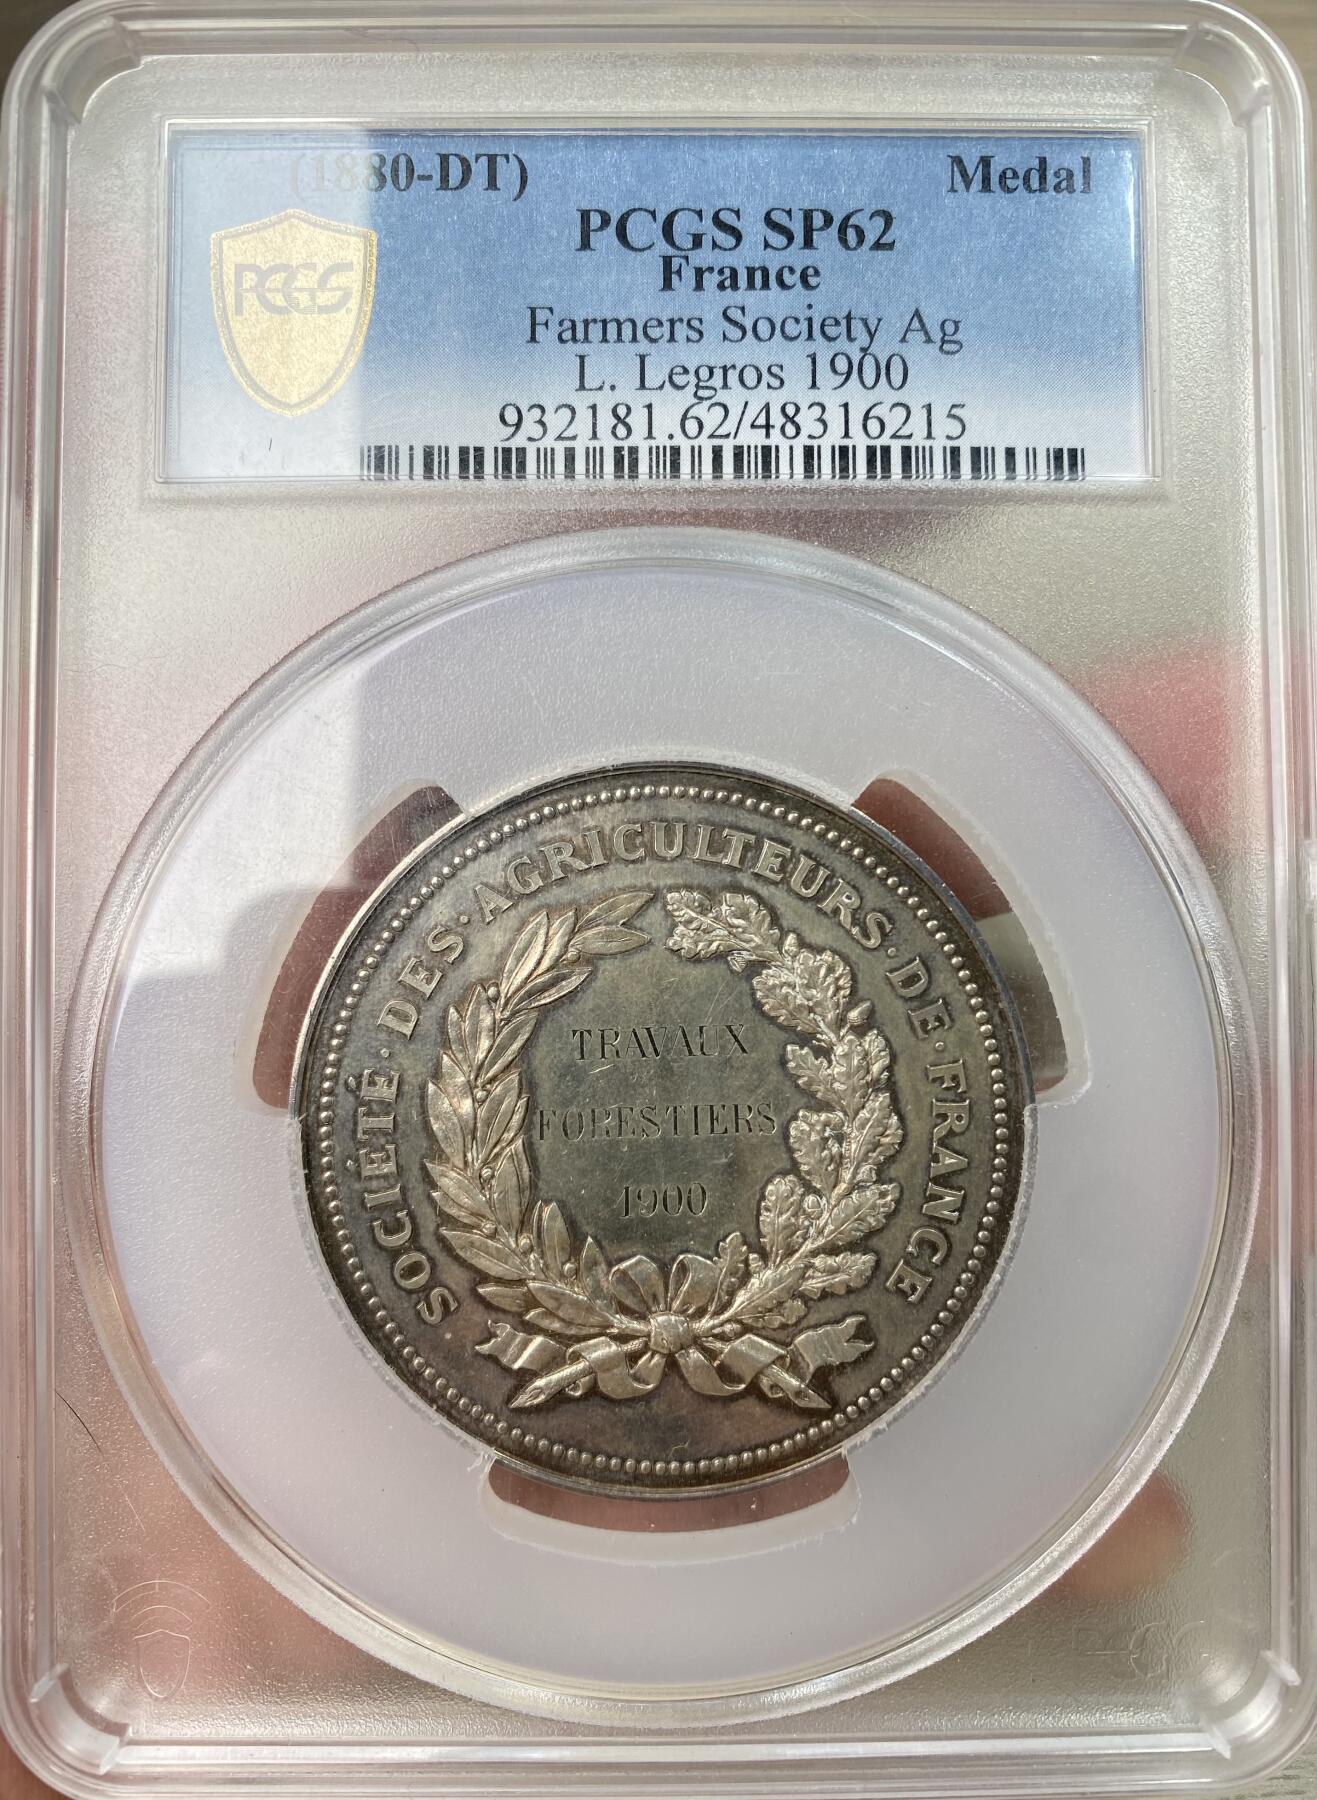 (1880-DT) Medal
PCGS SP62
France
PCGS
Farmers Society Ag
L. Legros 1900
932181.62/48316215
SOCIÉTÉ·DES·AGRICULTEURS·DE·FRANCE
TRAVAUX
FORESTIERS
1900